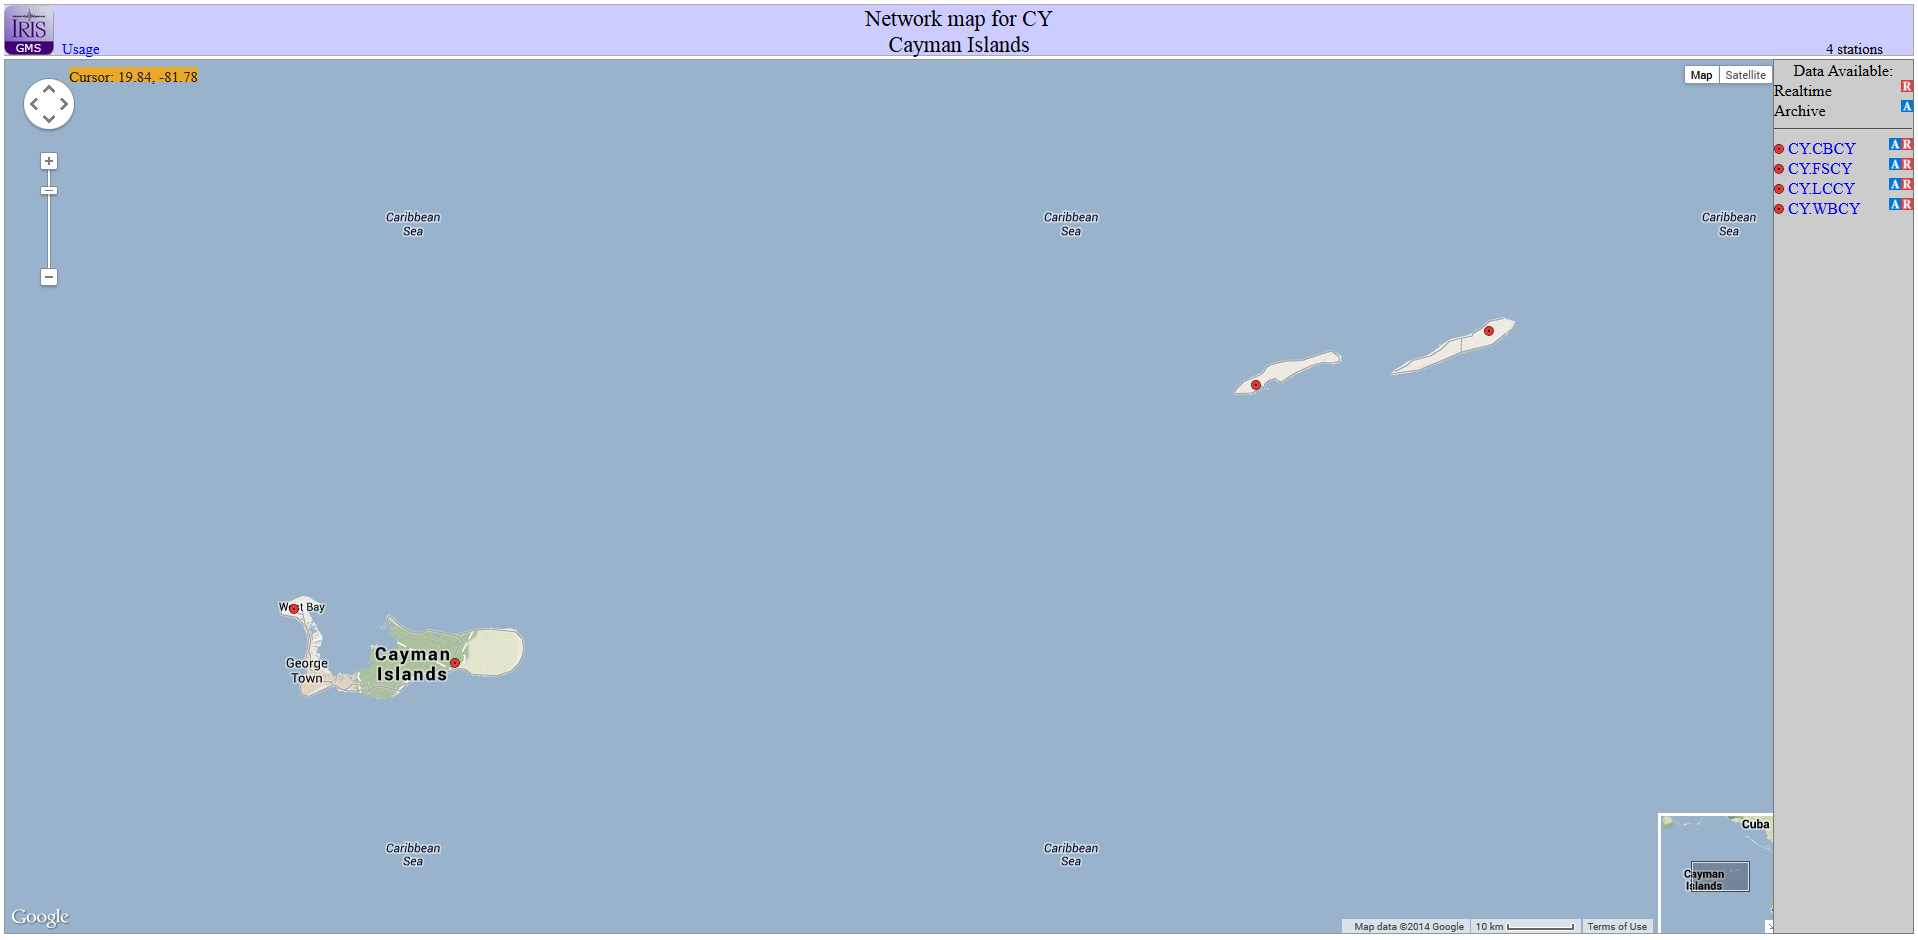 IRIS
GMS
Usage
Network map for CY
Cayman Islands
4 stations
Cursor: 19.84, -81.78
Map
Satellite
Data Available:
Realtime R
Archive A
CY.CBCY A R
CY.FSCY A R
CY.LCCY A R
CY.WBCY A R
Caribbean
Sea
Caribbean
Sea
Caribbean
Sea
West Bay
George
Town
Cayman
Islands
Caribbean
Sea
Caribbean
Sea
Cuba
Cayman
Islands
Google
Map data ©2014 Google
10 km
Terms of Use